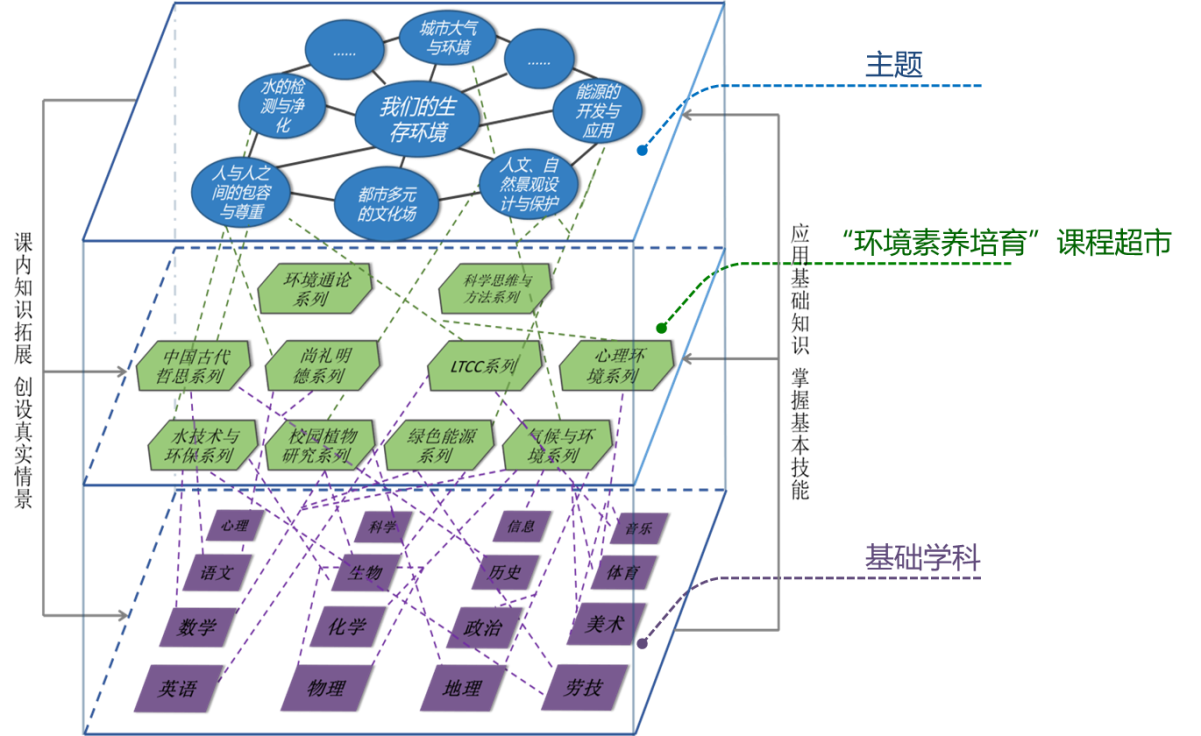 ……
城市大气
与环境
……
水的检
测与净
化
我们的生
存环境
能源的
开发与
应用
人与人之
间的包容
与尊重
都市多元
的文化场
人文、自
然景观设
计与保护
主题
课内知识拓展 创设真实情景
应用基础知识 掌握基本技能
“环境素养培育”课程超市
环境通论
系列
科学思维与
方法系列
中国古代
哲思系列
尚礼明
德系列
LTCC系列
心理环
境系列
水技术与
环保系列
校园植物
研究系列
绿色能源
系列
气候与环
境系列
基础学科
心理
科学
信息
音乐
语文
生物
历史
体育
数学
化学
政治
美术
英语
物理
地理
劳技